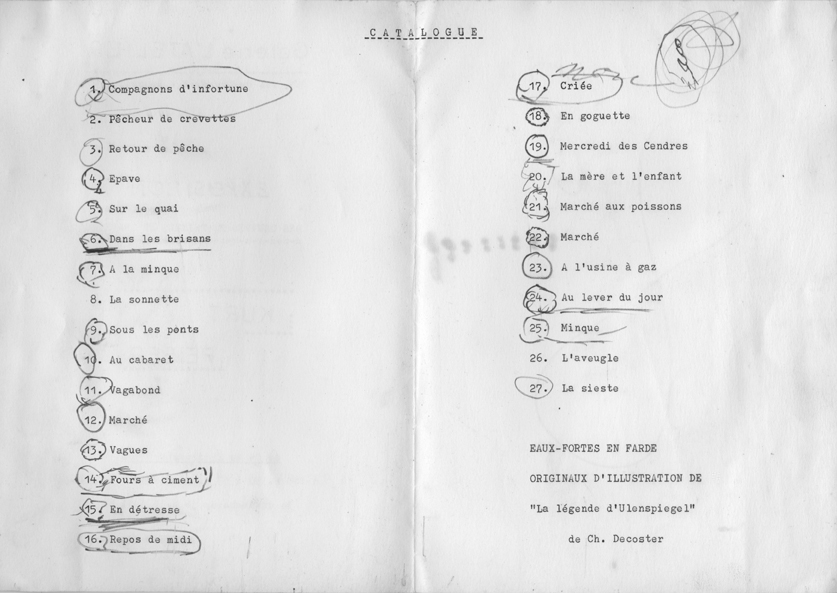 CATALOGUE
1. Compagnons d'infortune
2. Pêcheur de crevettes
3. Retour de pêche
4. Epave
5. Sur le quai
6. Dans les brisans
7. A la minque
8. La sonnette
9. Sous les ponts
10. Au cabaret
11. Vagabond
12. Marché
13. Vagues
14. Fours à ciment
15. En détresse
16. Repos de midi
17. Criée
18. En goguette
19. Mercredi des Cendres
20. La mère et l'enfant
21. Marché aux poissons
22. Marché
23. A l'usine à gaz
24. Au lever du jour
25. Minque
26. L'aveugle
27. La sieste
EAUX-FORTES EN FARDE
ORIGINAUX D'ILLUSTRATION DE
"La légende d'Ulenspiegel"
de Ch. Decoster